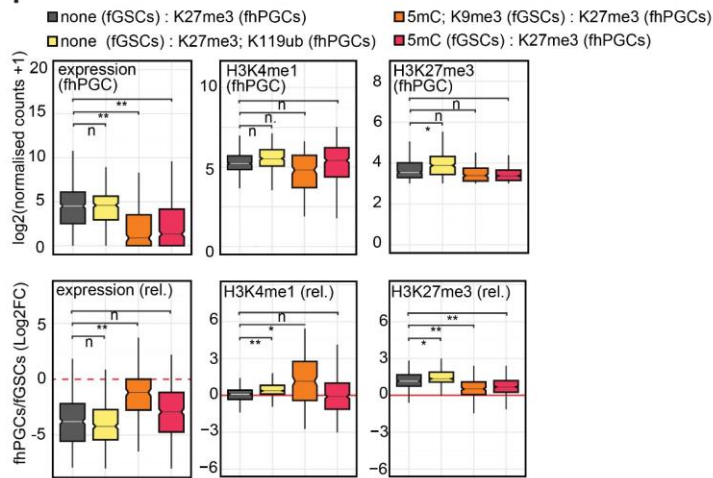 none (fGSCs) : K27me3 (fhPGCs)
5mC; K9me3 (fGSCs) : K27me3 (fhPGCs)
none (fGSCs) : K27me3; K119ub (fhPGCs)
5mC (fGSCs) : K27me3 (fhPGCs)
log2(normalised counts +1)
20
15
10
5
0
expression
(fhPGC)
**
**
n
10
5
0
H3K4me1
(fhPGC)
n
n.
n
8
6
4
2
0
H3K27me3
(fhPGC)
n
n
*
fhPGCs/fGSCs (Log2FC)
5
0
−5
expression (rel.)
n
**
n
6
3
0
−3
−6
H3K4me1 (rel.)
n
*
**
6
3
0
−3
−6
H3K27me3 (rel.)
**
**
*